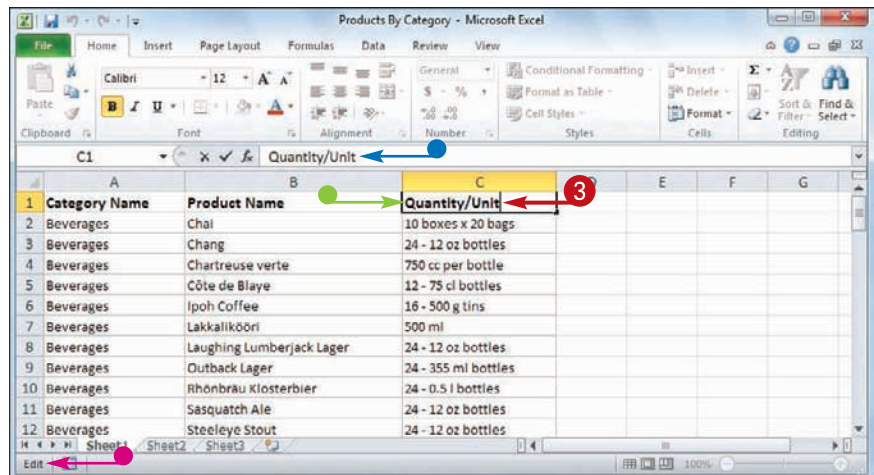 Products By Category - Microsoft Excel
File Home Insert Page Layout Formulas Data Review View
Calibri 12 A A General Conditional Formatting Insert Σ
Paste B I U A $ % , Format as Table Delete Sort & Find &
Cell Styles Format Filter Select
Clipboard Font Alignment Number Styles Cells Editing
C1 fx Quantity/Unit
A B C E F G
1 Category Name Product Name Quantity/Unit 3
2 Beverages Chai 10 boxes x 20 bags
3 Beverages Chang 24 - 12 oz bottles
4 Beverages Chartreuse verte 750 cc per bottle
5 Beverages Côte de Blaye 12 - 75 cl bottles
6 Beverages Ipoh Coffee 16 - 500 g tins
7 Beverages Lakkalikööri 500 ml
8 Beverages Laughing Lumberjack Lager 24 - 12 oz bottles
9 Beverages Outback Lager 24 - 355 ml bottles
10 Beverages Rhönbräu Klosterbier 24 - 0.5 l bottles
11 Beverages Sasquatch Ale 24 - 12 oz bottles
12 Beverages Steeleye Stout 24 - 12 oz bottles
Sheet1 Sheet2 Sheet3
Edit 100%